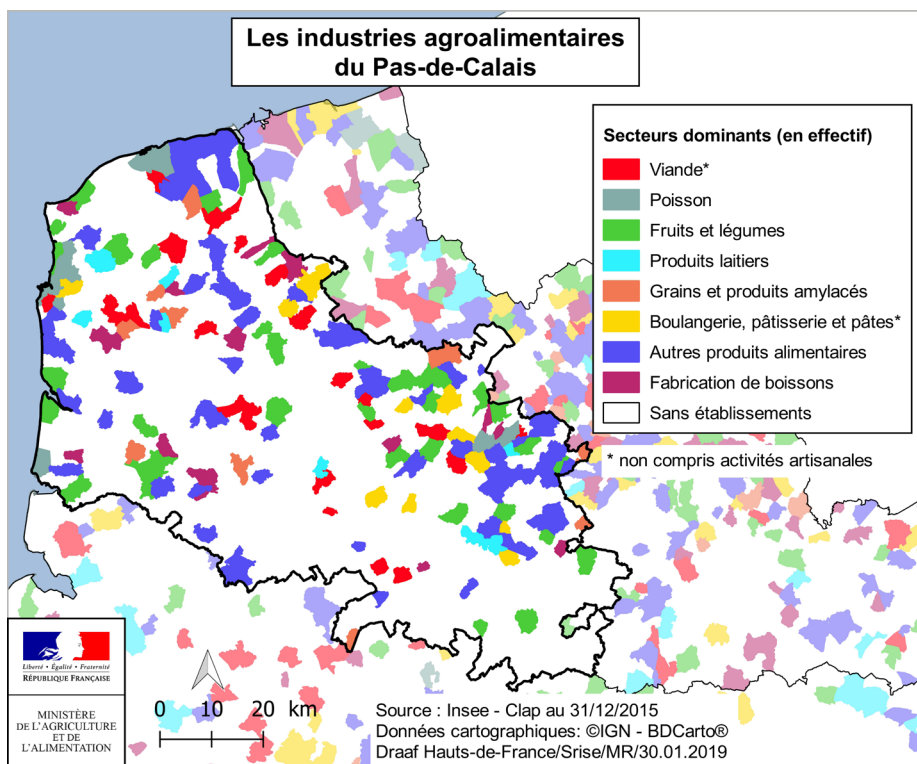 Les industries agroalimentaires
du Pas-de-Calais
Secteurs dominants (en effectif)
Viande*
Poisson
Fruits et légumes
Produits laitiers
Grains et produits amylacés
Boulangerie, pâtisserie et pâtes*
Autres produits alimentaires
Fabrication de boissons
Sans établissements
* non compris activités artisanales
Liberté • Égalité • Fraternité
RÉPUBLIQUE FRANÇAISE
MINISTÈRE
DE L'AGRICULTURE
ET DE
L'ALIMENTATION
0 10 20 km
Source : Insee - Clap au 31/12/2015
Données cartographiques: ©IGN - BDCarto®
Draaf Hauts-de-France/Srise/MR/30.01.2019